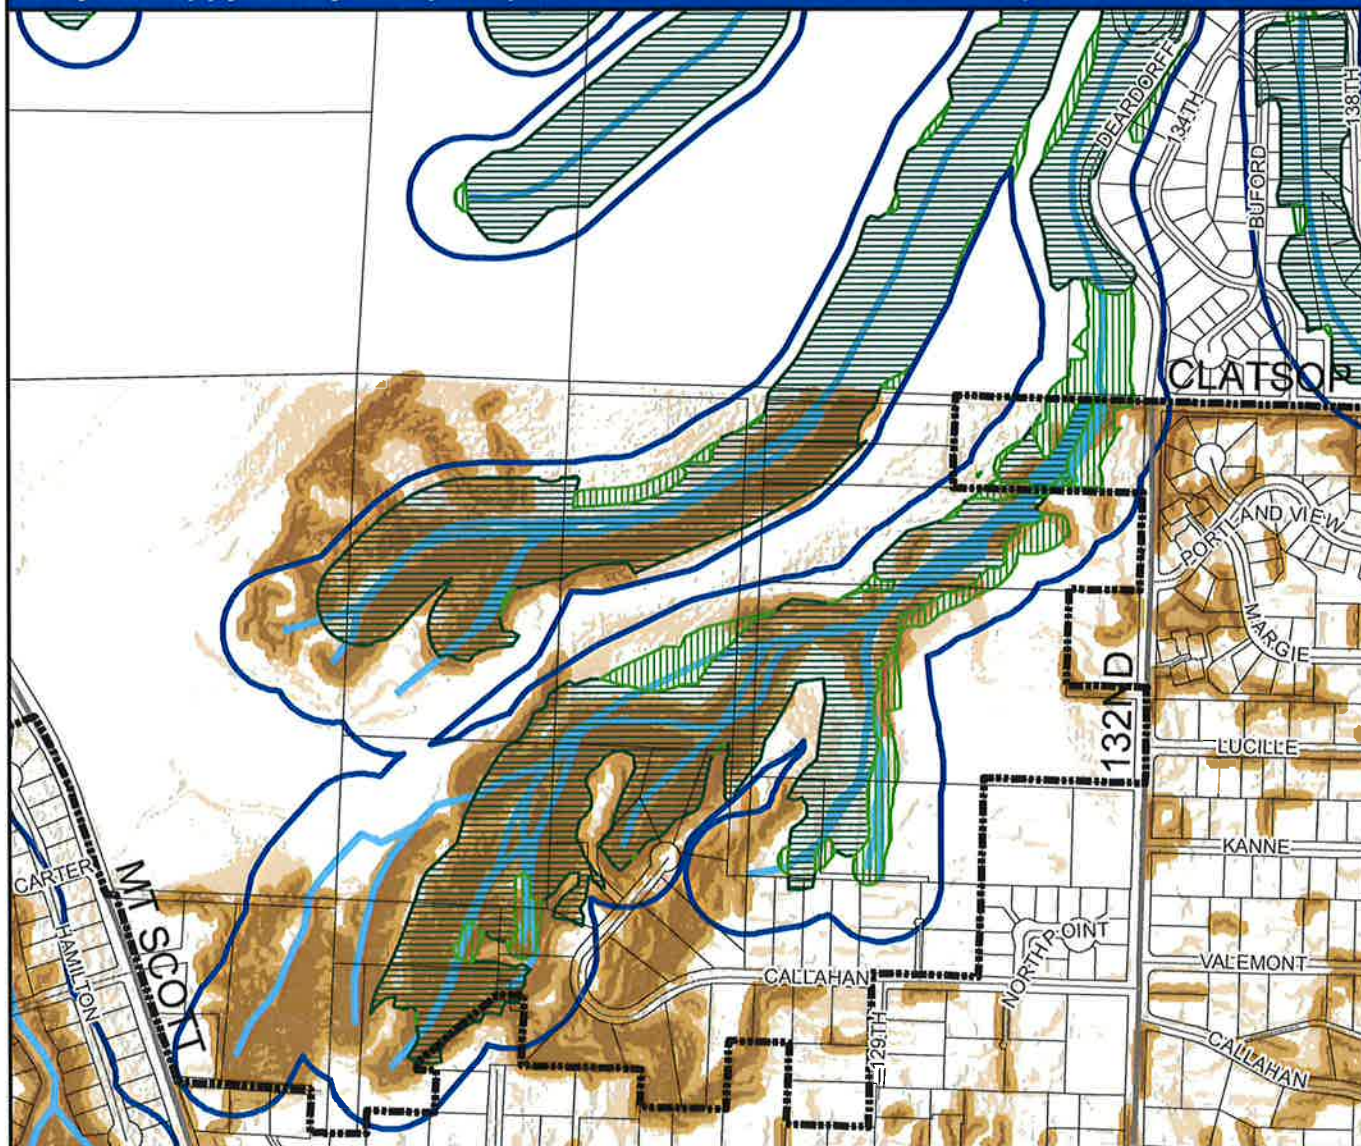 DEARDORFF
134TH
138TH
BUFORD
CLATSOP
PORTLAND VIEW
MARGIE
132ND
LUCILLE
KANNE
CARTER
MT SCOTT
HAMILTON
NORTH POINT
CALLAHAN
VALEMONT
129TH
CALLAHAN